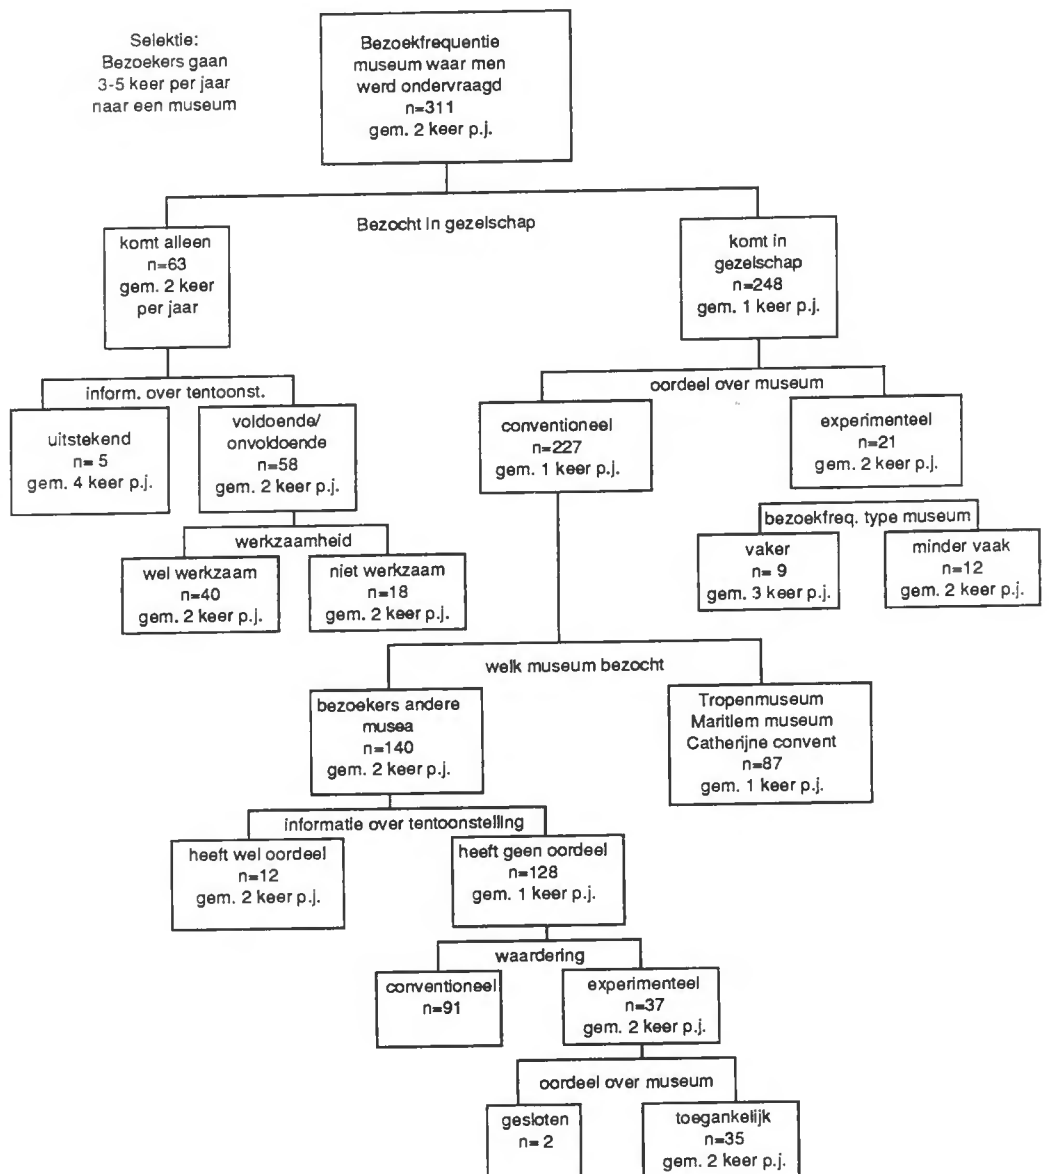 Selektie:
Bezoekers gaan
3-5 keer per jaar
naar een museum
Bezoekfrequentie
museum waar men
werd ondervraagd
n=311
gem. 2 keer p.j.
Bezocht in gezelschap
komt alleen
n=63
gem. 2 keer
per jaar
komt in
gezelschap
n=248
gem. 1 keer p.j.
inform. over tentoonst.
uitstekend
n= 5
gem. 4 keer p.j.
voldoende/
onvoldoende
n=58
gem. 2 keer p.j.
oordeel over museum
conventioneel
n=227
gem. 1 keer p.j.
experimenteel
n=21
gem. 2 keer p.j.
werkzaamheid
wel werkzaam
n=40
gem. 2 keer p.j.
niet werkzaam
n=18
gem. 2 keer p.j.
bezoekfreq. type museum
vaker
n= 9
gem. 3 keer p.j.
minder vaak
n=12
gem. 2 keer p.j.
welk museum bezocht
bezoekers andere
musea
n=140
gem. 2 keer p.j.
Tropenmuseum
Maritiem museum
Catherijne convent
n=87
gem. 1 keer p.j.
informatie over tentoonstelling
heeft wel oordeel
n=12
gem. 2 keer p.j.
heeft geen oordeel
n=128
gem. 1 keer p.j.
waardering
conventioneel
n=91
experimenteel
n=37
gem. 2 keer p.j.
oordeel over museum
gesloten
n= 2
toegankelijk
n=35
gem. 2 keer p.j.